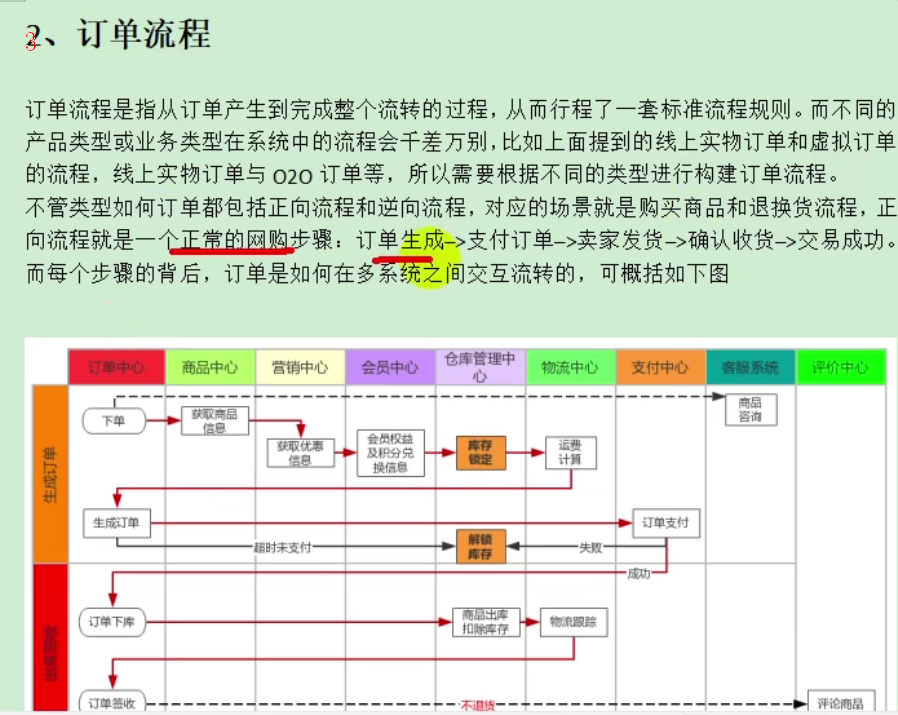 2、订单流程
订单流程是指从订单产生到完成整个流转的过程，从而行程了一套标准流程规则。而不同的
产品类型或业务类型在系统中的流程会千差万别，比如上面提到的线上实物订单和虚拟订单
的流程，线上实物订单与 O2O 订单等，所以需要根据不同的类型进行构建订单流程。
不管类型如何订单都包括正向流程和逆向流程，对应的场景就是购买商品和退换货流程，正
向流程就是一个正常的网购步骤：订单生成–>支付订单–>卖家发货–>确认收货–>交易成功。
而每个步骤的背后，订单是如何在多系统之间交互流转的，可概括如下图
订单中心 商品中心 营销中心 会员中心 仓库管理中 物流中心 支付中心 客服系统 评价中心
心
生成订单
下单
获取商品
信息
获取优惠
信息
会员权益
及积分兑
换信息
库存
锁定
运费
计算
商品
咨询
生成订单
订单支付
超时未支付
解锁
库存
失败
成功
订单下库
商品出库
扣除库存
物流跟踪
订单签收
不退货
评论商品